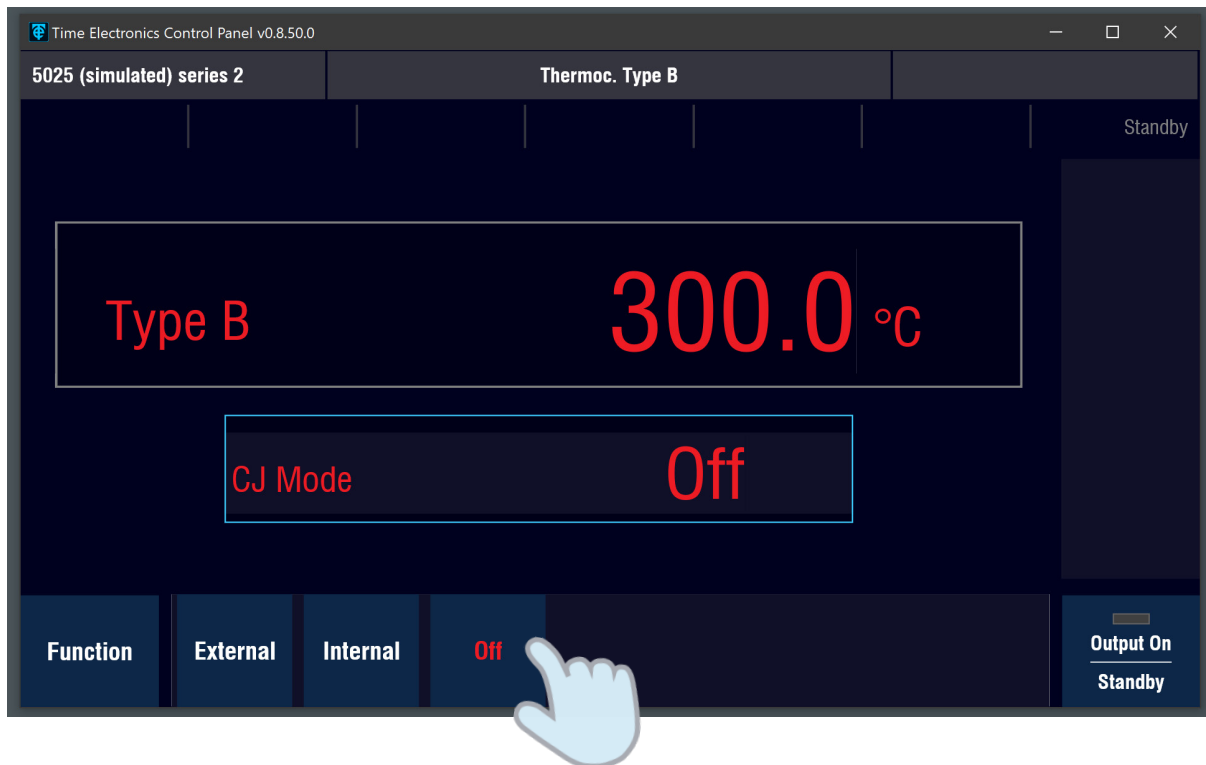 Time Electronics Control Panel v0.8.50.0
5025 (simulated) series 2 Thermoc. Type B
Standby
Type B 300.0 °C
CJ Mode Off
Function External Internal Off Output On
Standby